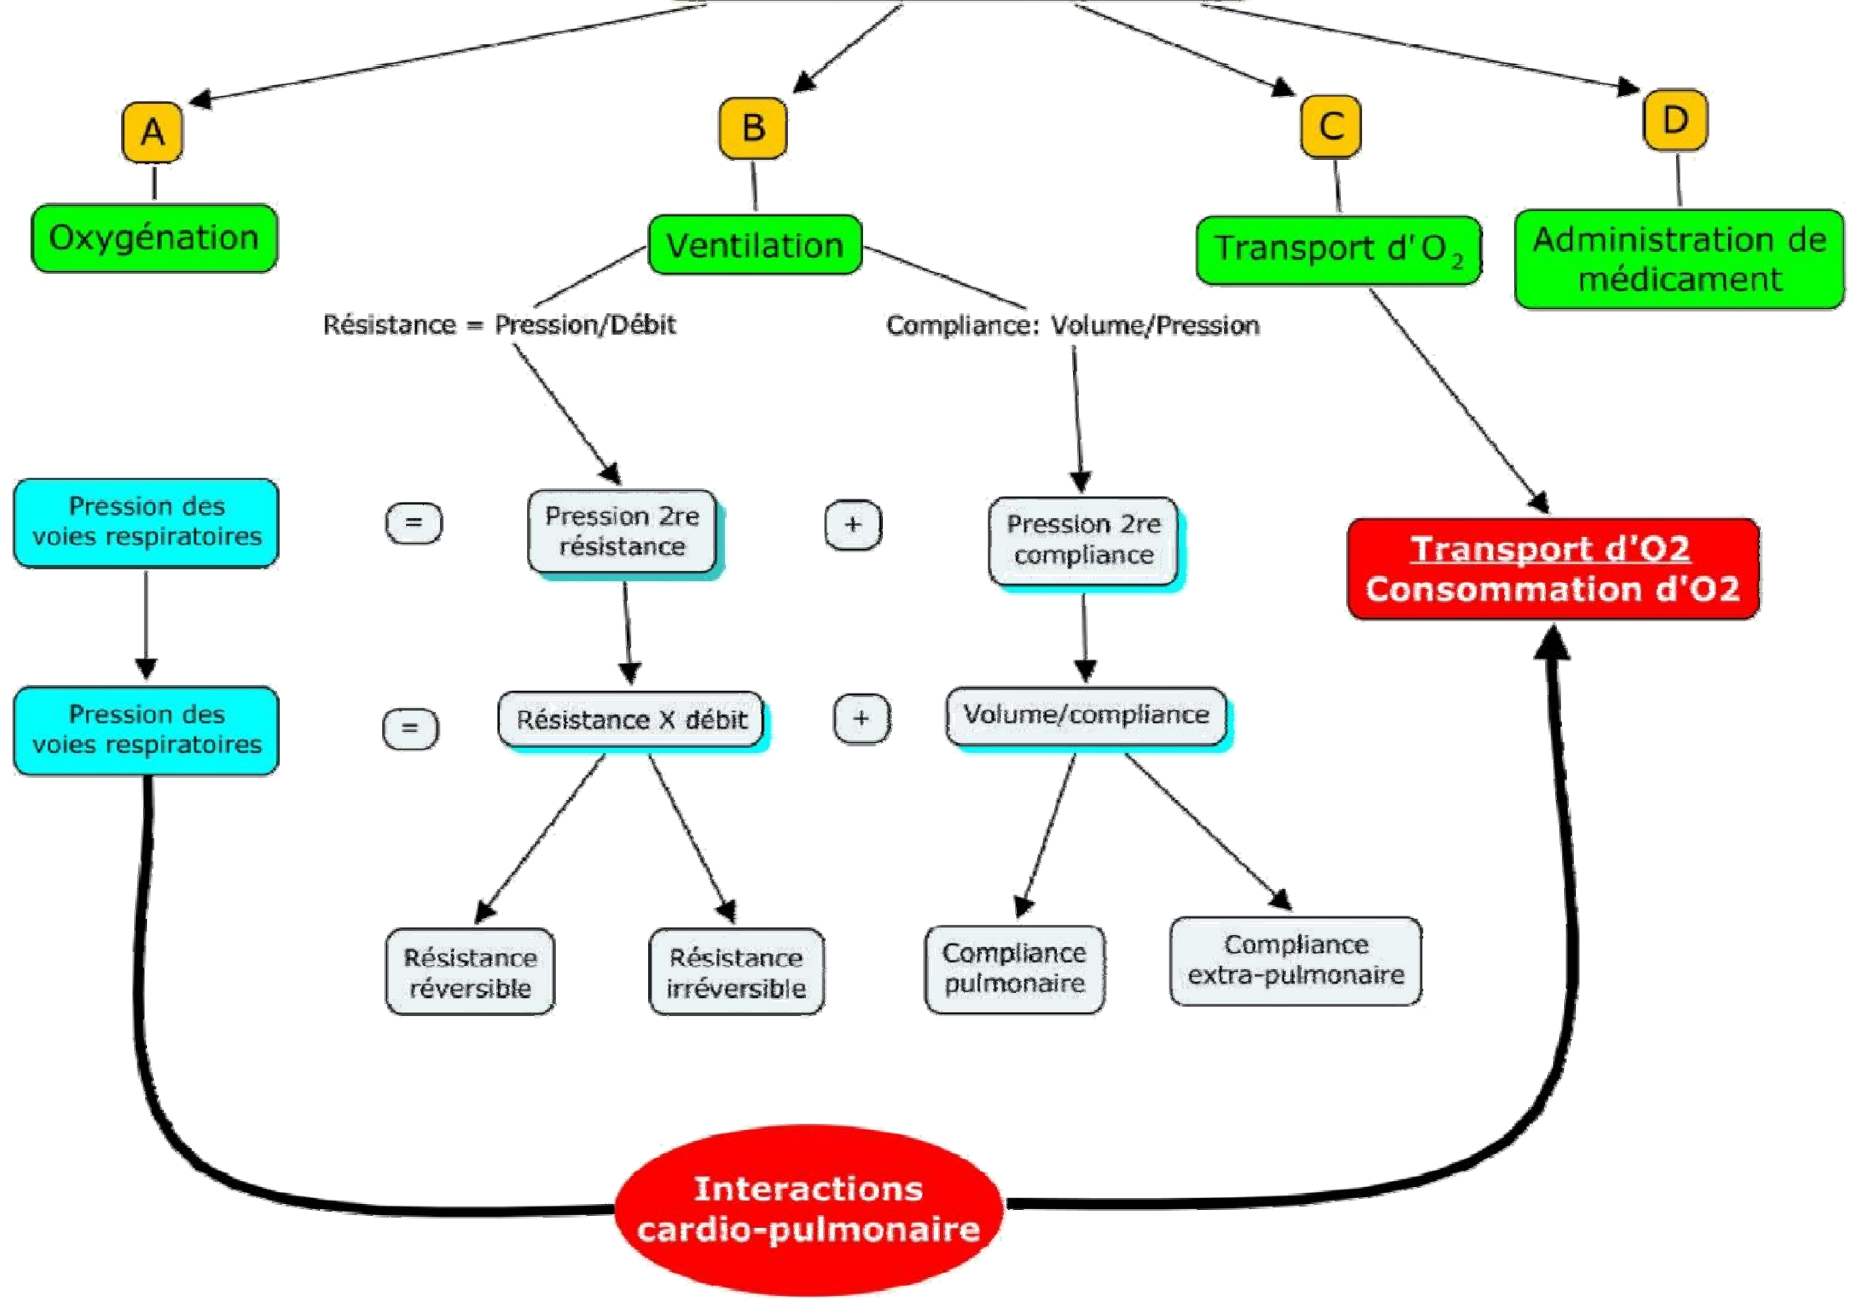 A
B
C
D
Oxygénation
Ventilation
Transport d'O₂
Administration de
médicament
Résistance = Pression/Débit
Compliance: Volume/Pression
Pression des
voies respiratoires
=
Pression 2re
résistance
+
Pression 2re
compliance
Transport d'O2
Consommation d'O2
Pression des
voies respiratoires
=
Résistance X débit
+
Volume/compliance
Résistance
réversible
Résistance
irréversible
Compliance
pulmonaire
Compliance
extra-pulmonaire
Interactions
cardio-pulmonaire